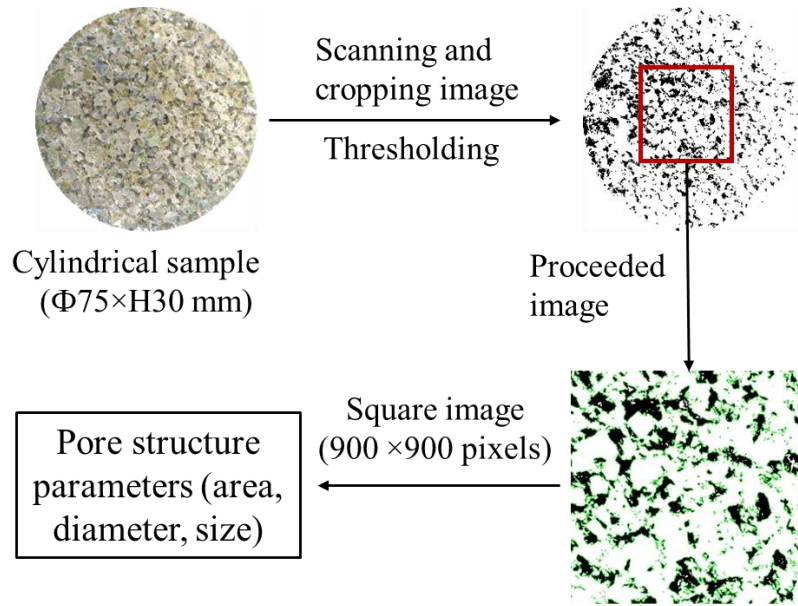 Scanning and
cropping image
Thresholding
Cylindrical sample
(Φ75×H30 mm)
Proceeded
image
Square image
(900 ×900 pixels)
Pore structure
parameters (area,
diameter, size)